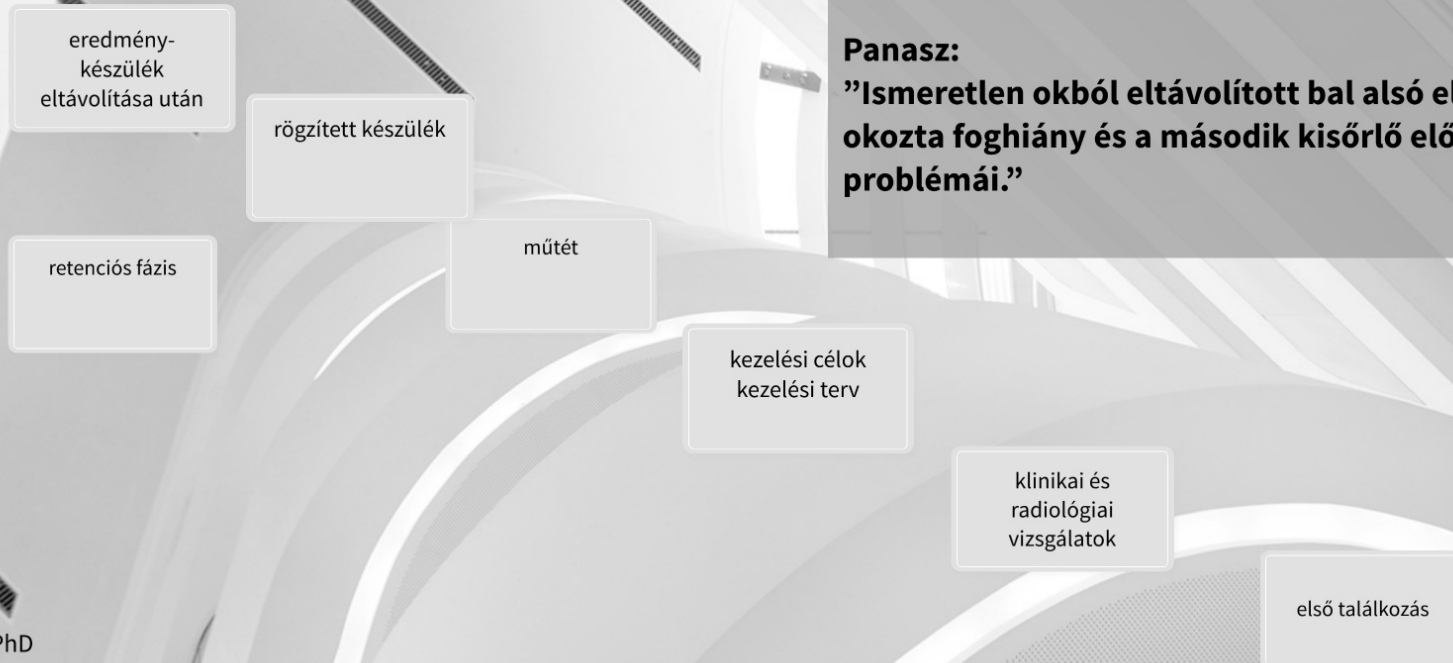 eredmény-
készülék
eltávolítása után
rögzített készülék
Panasz:
”Ismeretlen okból eltávolított bal alsó
okozta foghiány és a második kisőrlő
problémái.”
retenciós fázis
műtét
kezelési célok
kezelési terv
klinikai és
radiológiai
vizsgálatok
első találkozás
PhD